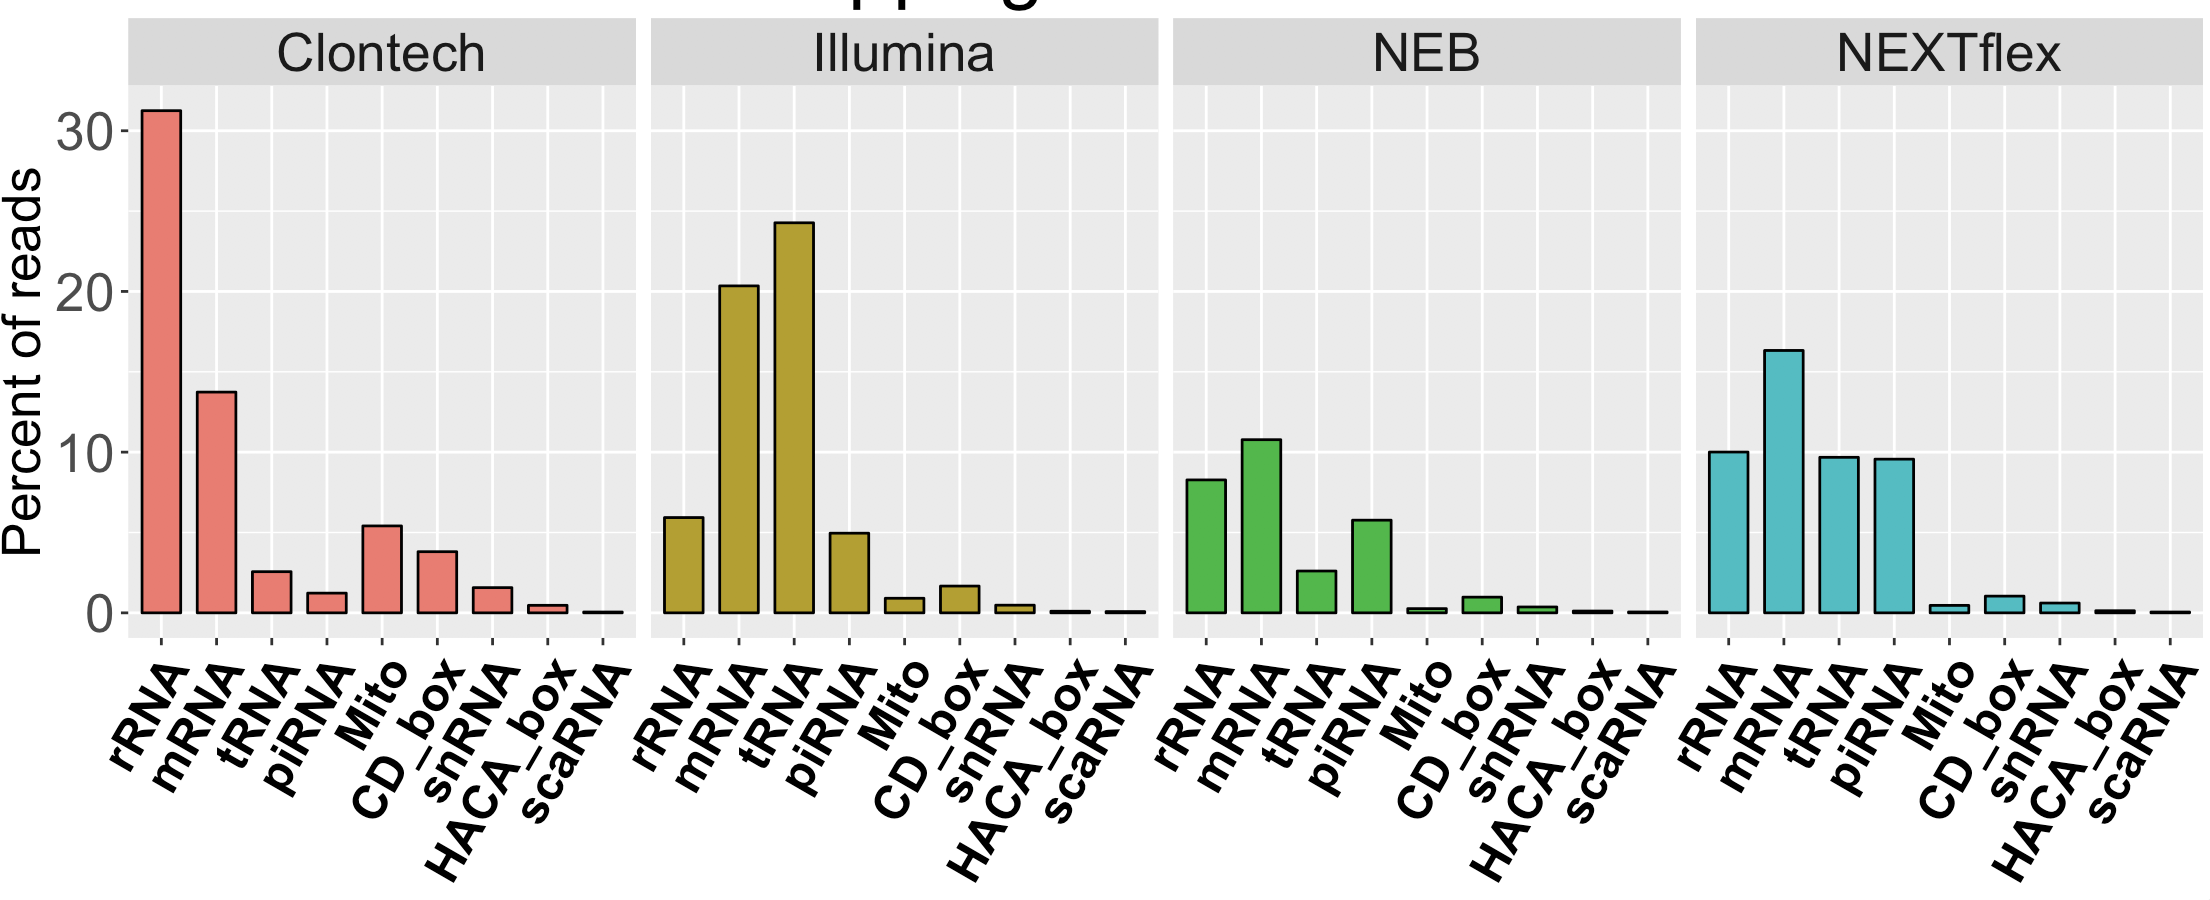 Clontech
Illumina
NEB
NEXTflex
Percent of reads
30
20
10
0
rRNA
mRNA
tRNA
piRNA
Mito
CD_box
snRNA
HACA_box
scaRNA
rRNA
mRNA
tRNA
piRNA
Mito
CD_box
snRNA
HACA_box
scaRNA
rRNA
mRNA
tRNA
piRNA
Mito
CD_box
snRNA
HACA_box
scaRNA
rRNA
mRNA
tRNA
piRNA
Mito
CD_box
snRNA
HACA_box
scaRNA